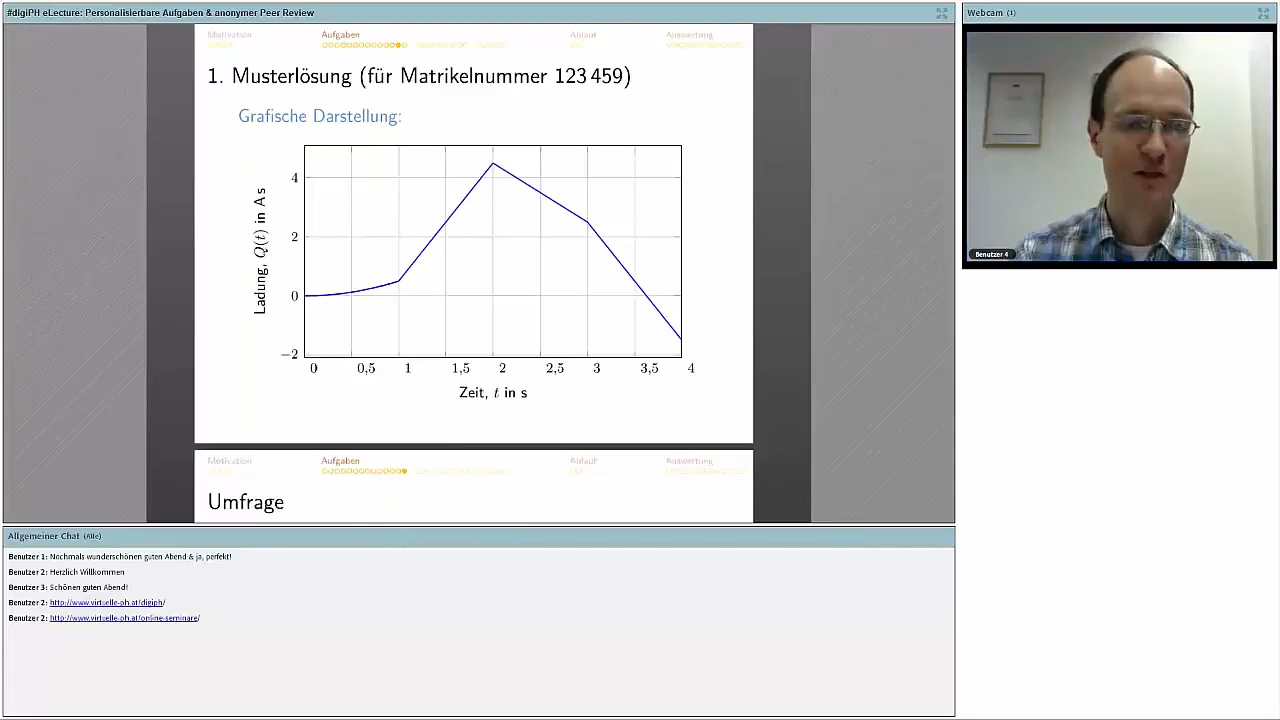 #digiPH eLecture: Personalisierbare Aufgaben & anonymer Peer Review
Motivation Aufgaben Ablauf Auswertung
1. Musterlösung (für Matrikelnummer 123 459)
Grafische Darstellung:
Ladung, Q(t) in A s
4
2
0
−2
0 0,5 1 1,5 2 2,5 3 3,5 4
Zeit, t in s
Motivation Aufgaben Ablauf Auswertung
Umfrage
Webcam (1)
Benutzer 4
Allgemeiner Chat (Alle)
Benutzer 1: Nochmals wunderschönen guten Abend & ja, perfekt!
Benutzer 2: Herzlich Willkommen
Benutzer 3: Schönen guten Abend!
Benutzer 2: http://www.virtuelle-ph.at/digiph/
Benutzer 2: http://www.virtuelle-ph.at/online-seminare/